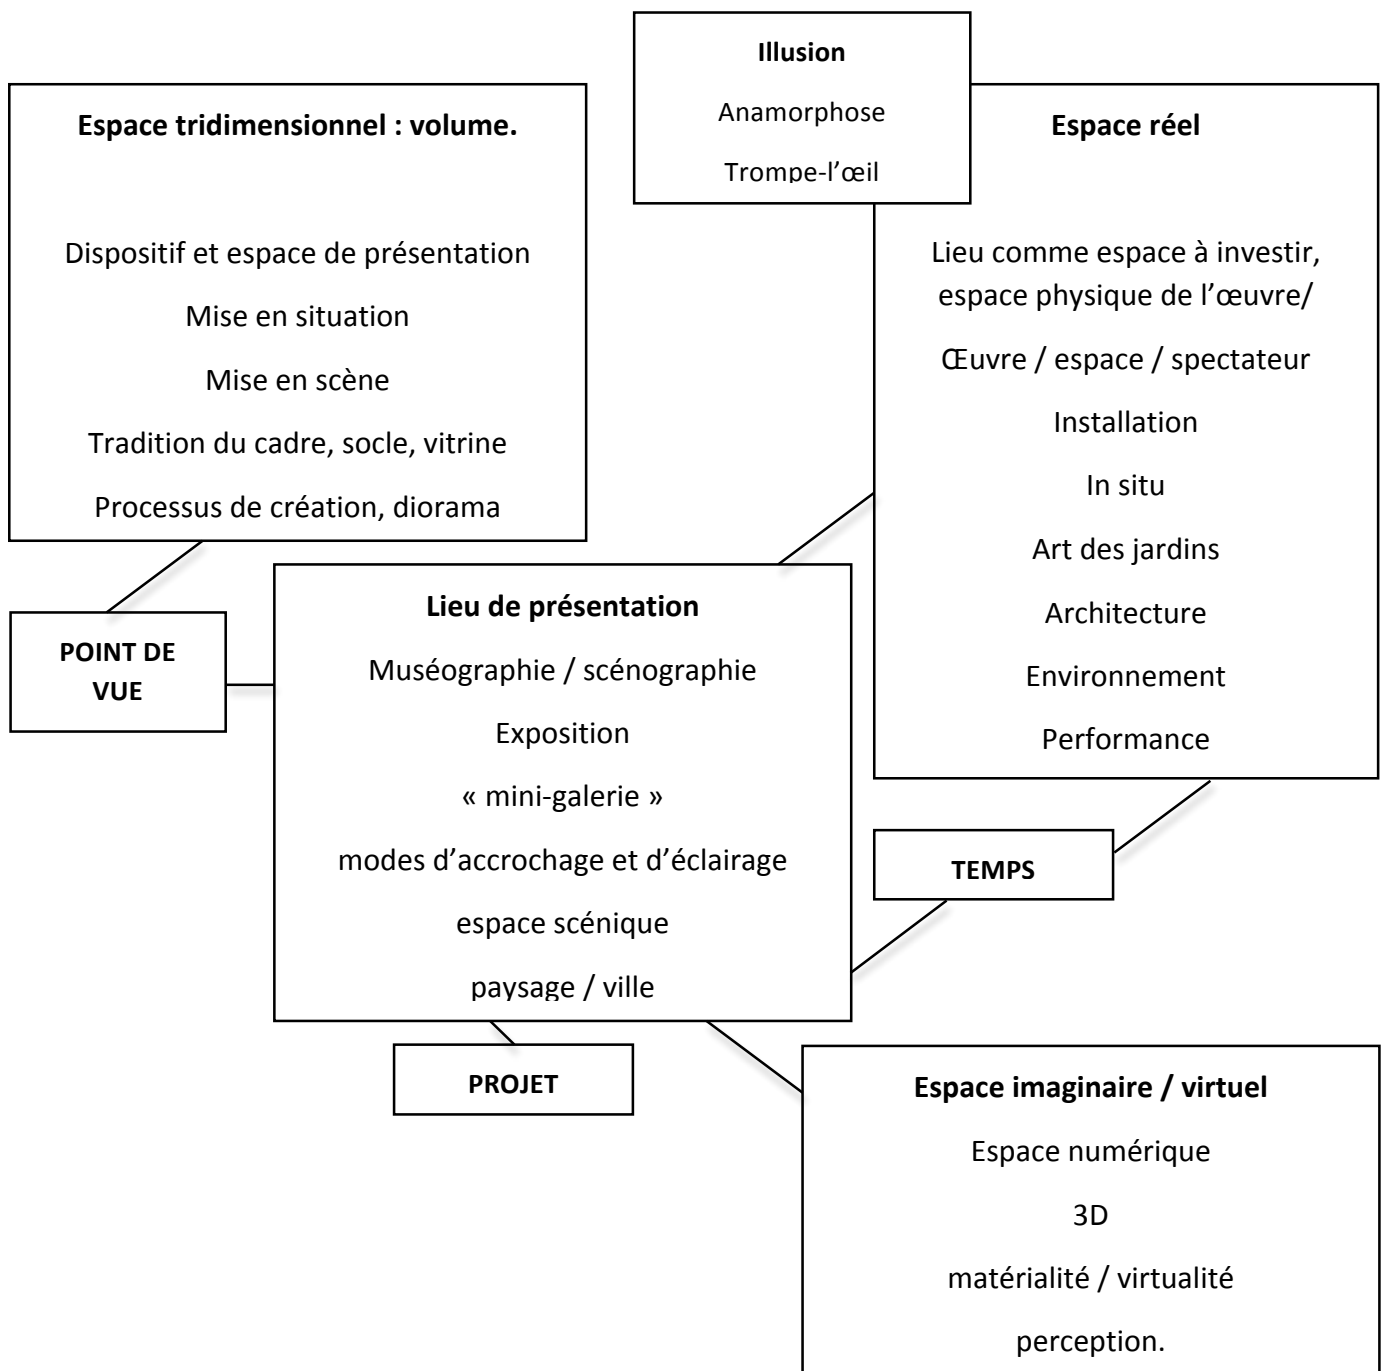 Illusion
Anamorphose
Trompe-l’œil
Espace tridimensionnel : volume.
Dispositif et espace de présentation
Mise en situation
Mise en scène
Tradition du cadre, socle, vitrine
Processus de création, diorama
Espace réel
Lieu comme espace à investir,
espace physique de l’œuvre/
Œuvre / espace / spectateur
Installation
In situ
Art des jardins
Architecture
Environnement
Performance
POINT DE
VUE
Lieu de présentation
Muséographie / scénographie
Exposition
« mini-galerie »
modes d’accrochage et d’éclairage
espace scénique
paysage / ville
TEMPS
PROJET
Espace imaginaire / virtuel
Espace numérique
3D
matérialité / virtualité
perception.